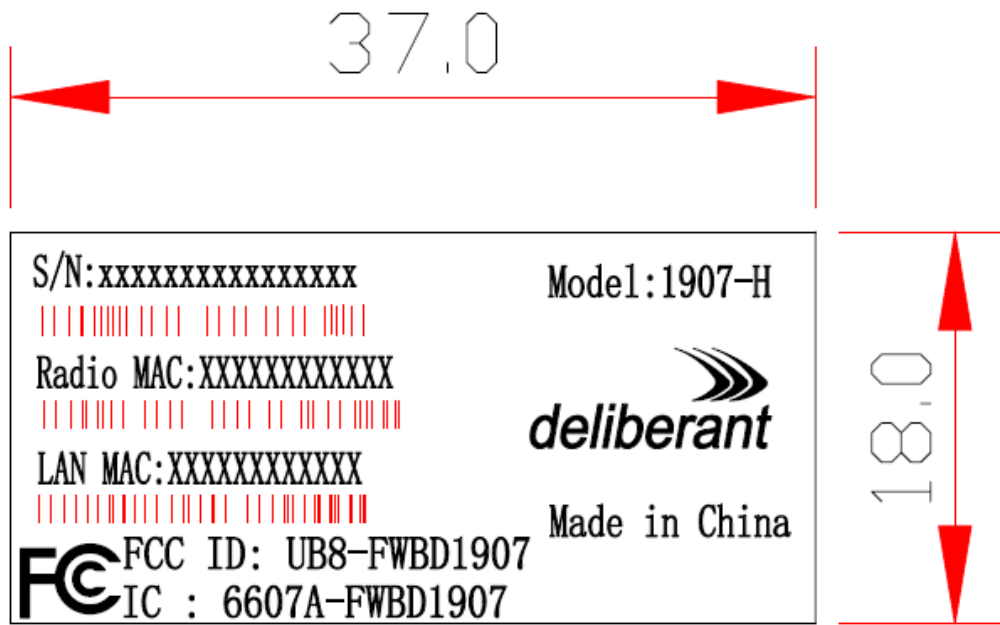 37.0
S/N:xxxxxxxxxxxxxxxx
Model:1907-H
Radio MAC:XXXXXXXXXXXX
deliberant
LAN MAC:XXXXXXXXXXXX
Made in China
FC FCC ID: UB8-FWBD1907
IC : 6607A-FWBD1907
18.0